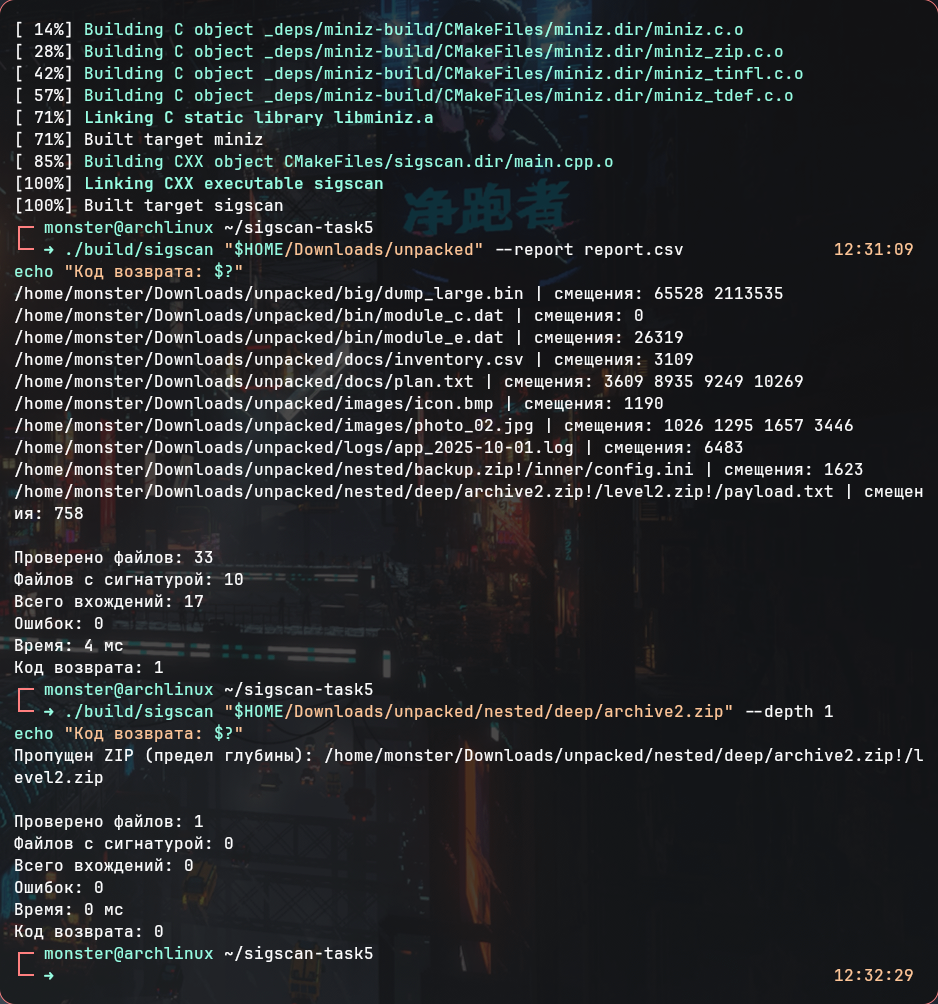 [ 14%] Building C object _deps/miniz-build/CMakeFiles/miniz.dir/miniz.c.o
[ 28%] Building C object _deps/miniz-build/CMakeFiles/miniz.dir/miniz_zip.c.o
[ 42%] Building C object _deps/miniz-build/CMakeFiles/miniz.dir/miniz_tinfl.c.o
[ 57%] Building C object _deps/miniz-build/CMakeFiles/miniz.dir/miniz_tdef.c.o
[ 71%] Linking C static library libminiz.a
[ 71%] Built target miniz
[ 85%] Building CXX object CMakeFiles/sigscan.dir/main.cpp.o
[100%] Linking CXX executable sigscan
[100%] Built target sigscan
净跑者
monster@archlinux ~/sigscan-task5
➜ ./build/sigscan "$HOME/Downloads/unpacked" --report report.csv 12:31:09
echo "Код возврата: $?"
/home/monster/Downloads/unpacked/big/dump_large.bin | смещения: 65528 2113535
/home/monster/Downloads/unpacked/bin/module_c.dat | смещения: 0
/home/monster/Downloads/unpacked/bin/module_e.dat | смещения: 26319
/home/monster/Downloads/unpacked/docs/inventory.csv | смещения: 3109
/home/monster/Downloads/unpacked/docs/plan.txt | смещения: 3609 8935 9249 10269
/home/monster/Downloads/unpacked/images/icon.bmp | смещения: 1190
/home/monster/Downloads/unpacked/images/photo_02.jpg | смещения: 1026 1295 1657 3446
/home/monster/Downloads/unpacked/logs/app_2025-10-01.log | смещения: 6483
/home/monster/Downloads/unpacked/nested/backup.zip!/inner/config.ini | смещения: 1623
/home/monster/Downloads/unpacked/nested/deep/archive2.zip!/level2.zip!/payload.txt | смещен
ия: 758
Проверено файлов: 33
Файлов с сигнатурой: 10
Всего вхождений: 17
Ошибок: 0
Время: 4 мс
Код возврата: 1
monster@archlinux ~/sigscan-task5
➜ ./build/sigscan "$HOME/Downloads/unpacked/nested/deep/archive2.zip" --depth 1
echo "Код возврата: $?"
Пропущен ZIP (предел глубины): /home/monster/Downloads/unpacked/nested/deep/archive2.zip!/l
evel2.zip
Проверено файлов: 1
Файлов с сигнатурой: 0
Всего вхождений: 0
Ошибок: 0
Время: 0 мс
Код возврата: 0
monster@archlinux ~/sigscan-task5
➜ 12:32:29